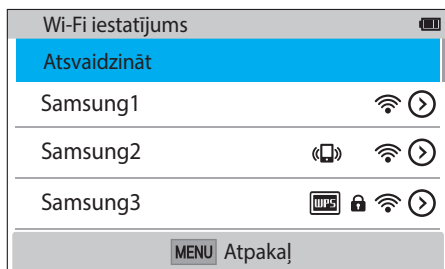 Wi-Fi iestatījums
Atsvaidzināt
Samsung1
Samsung2
Samsung3 WPS
MENU Atpakaļ